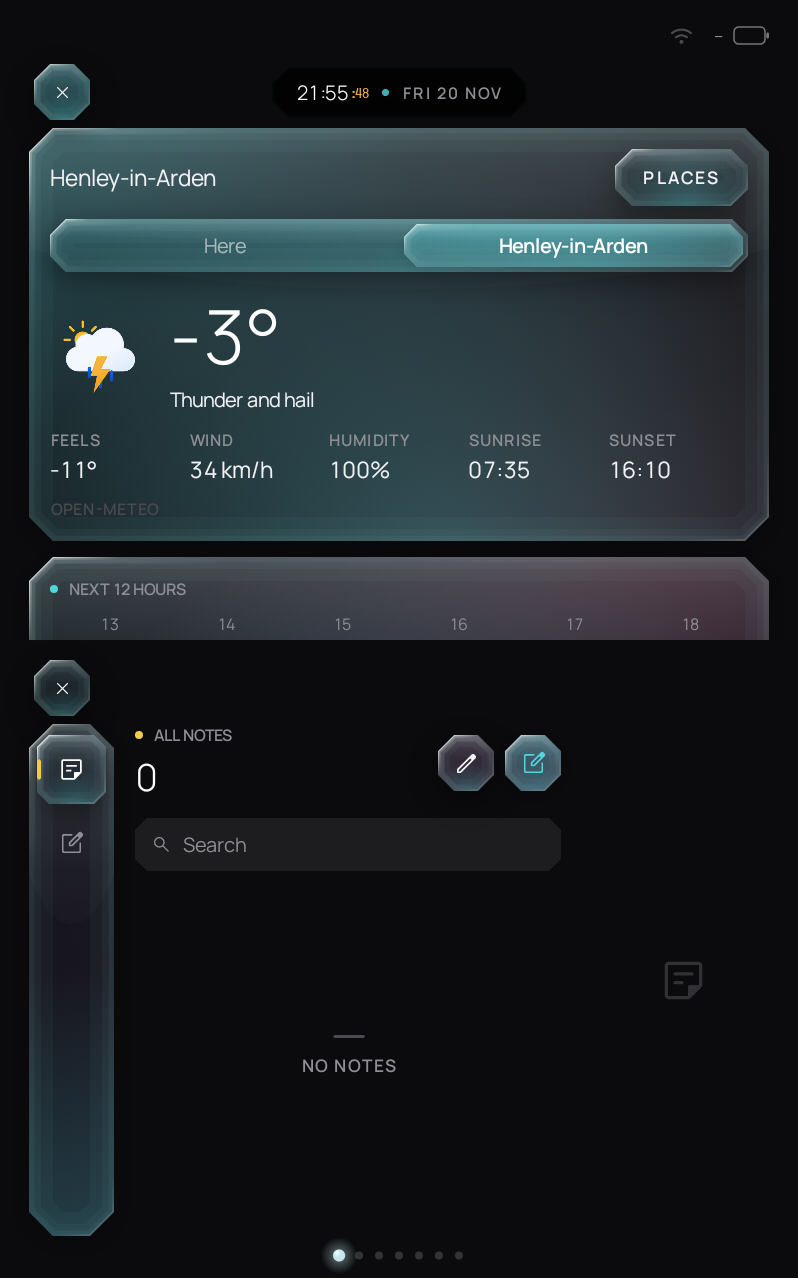 –
21:55:48 FRI 20 NOV
Henley-in-Arden
PLACES
Here
Henley-in-Arden
-3°
Thunder and hail
FEELS WIND HUMIDITY SUNRISE SUNSET
-11° 34 km/h 100% 07:35 16:10
OPEN-METEO
NEXT 12 HOURS
13 14 15 16 17 18
ALL NOTES
0
Search
NO NOTES